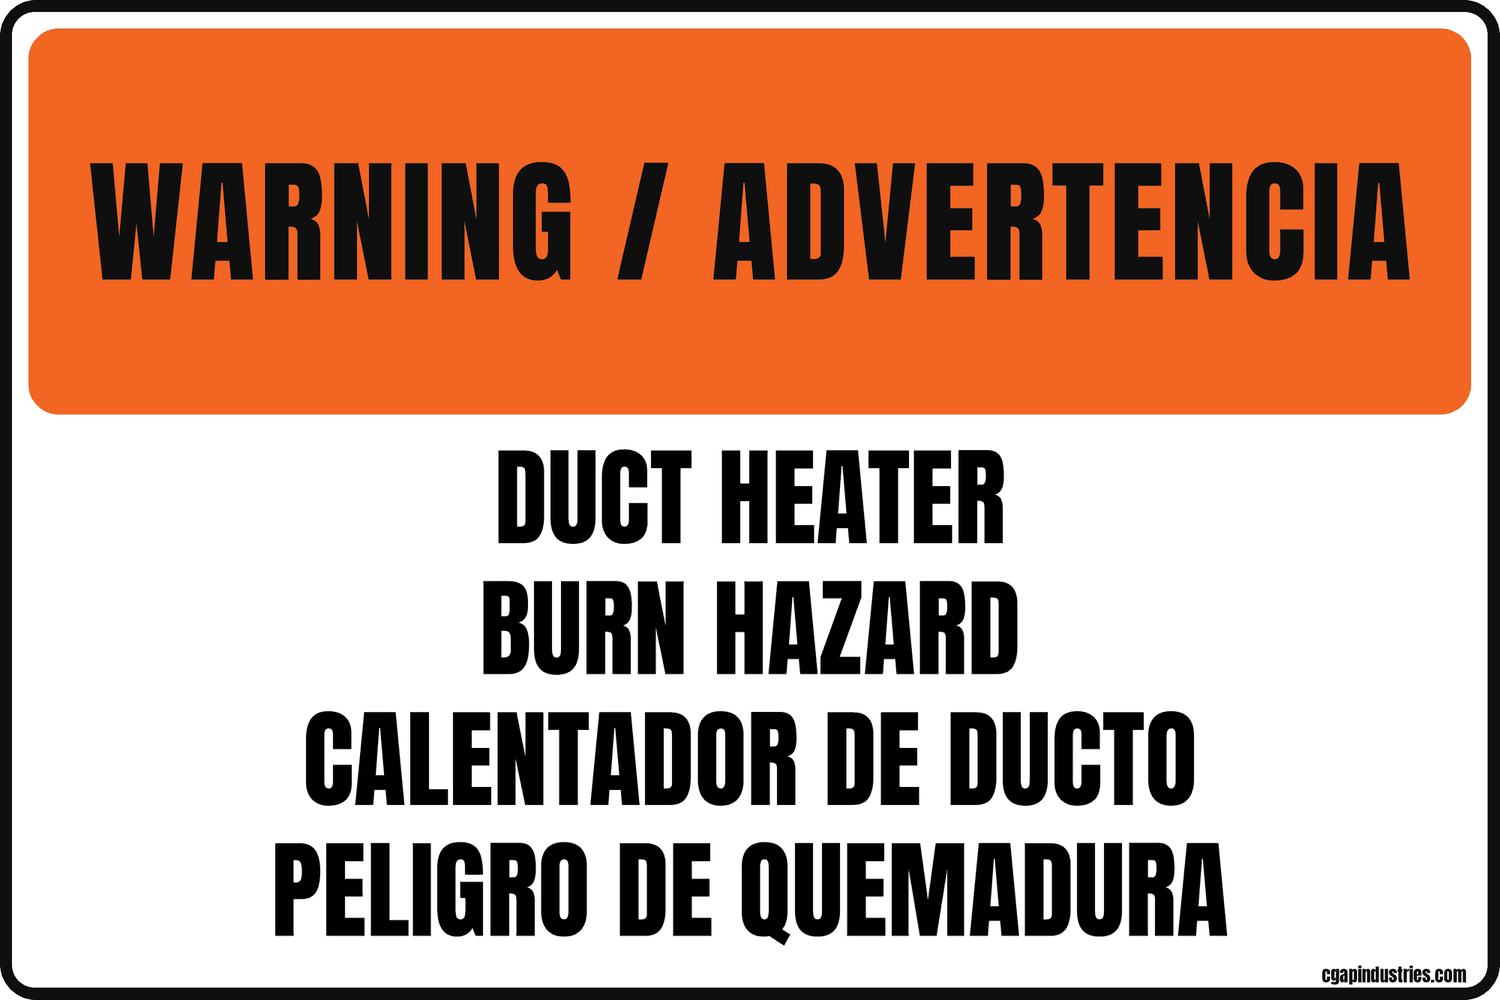 WARNING / ADVERTENCIA
DUCT HEATER
BURN HAZARD
CALENTADOR DE DUCTO
PELIGRO DE QUEMADURA
cgapindustries.com